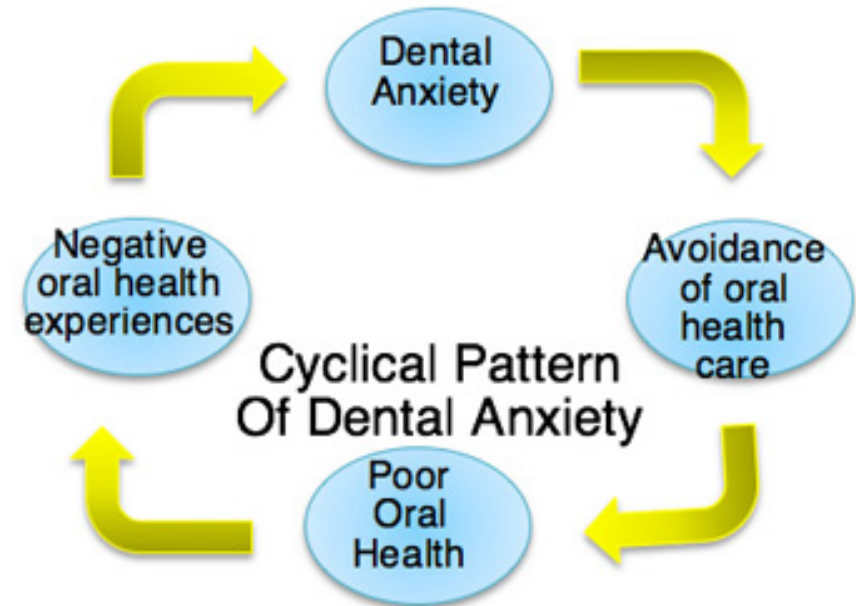 Dental
Anxiety
Avoidance
of oral
health
care
Poor
Oral
Health
Negative
oral health
experiences
Cyclical Pattern
Of Dental Anxiety